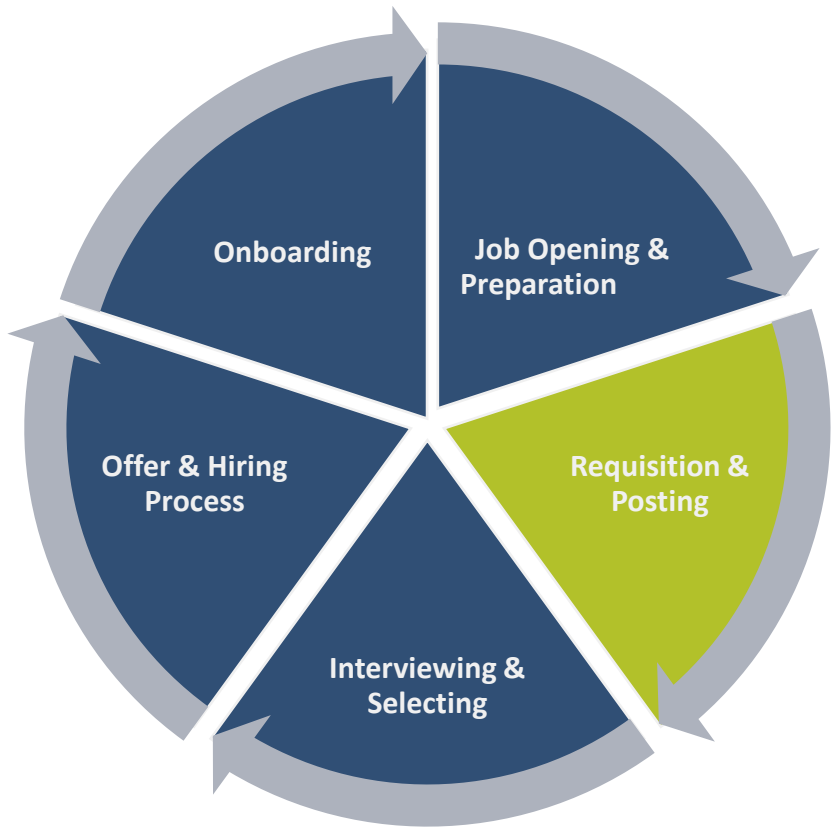 Onboarding
Job Opening &
Preparation
Requisition &
Posting
Interviewing &
Selecting
Offer & Hiring
Process